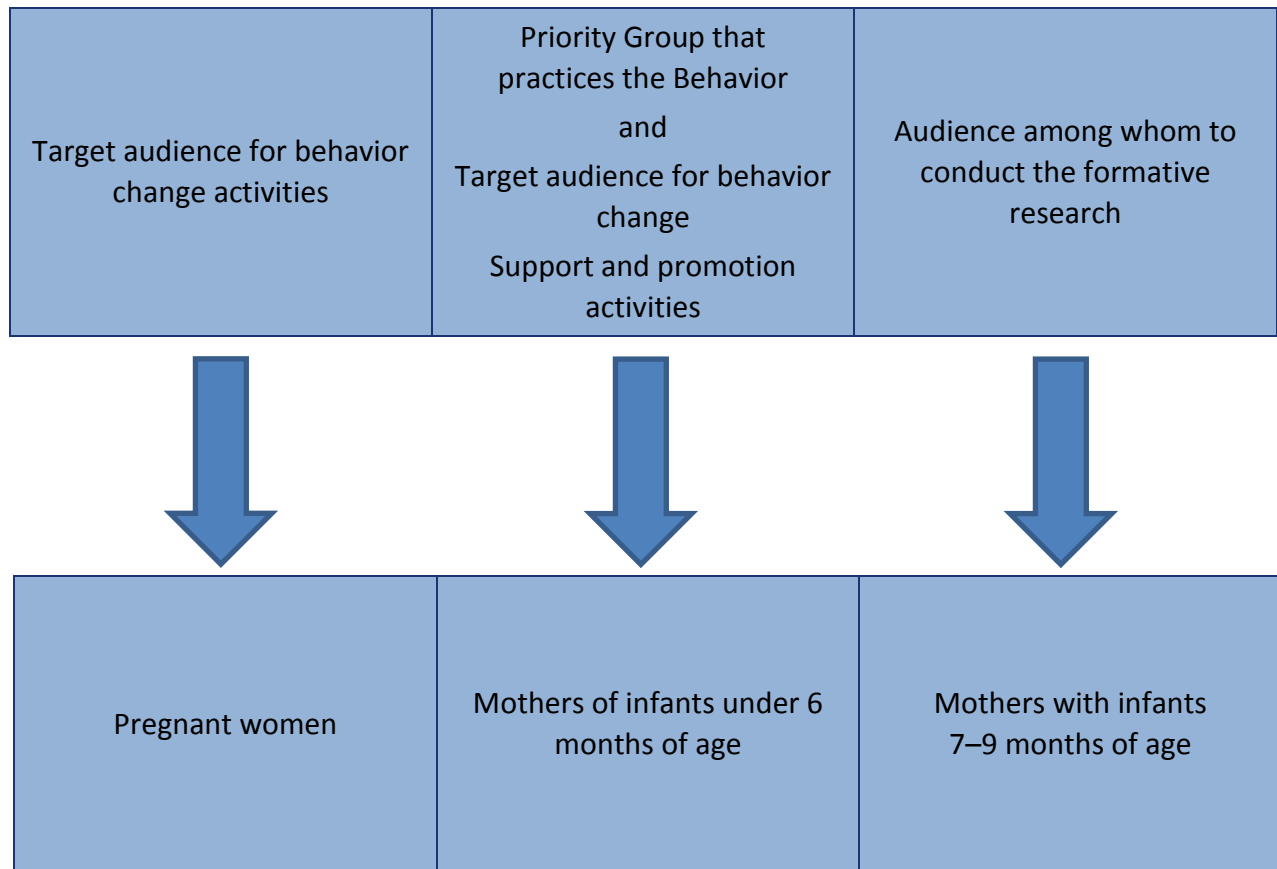 Target audience for behavior
change activities
Priority Group that
practices the Behavior
and
Target audience for behavior
change
Support and promotion
activities
Audience among whom to
conduct the formative
research
Pregnant women
Mothers of infants under 6
months of age
Mothers with infants
7–9 months of age